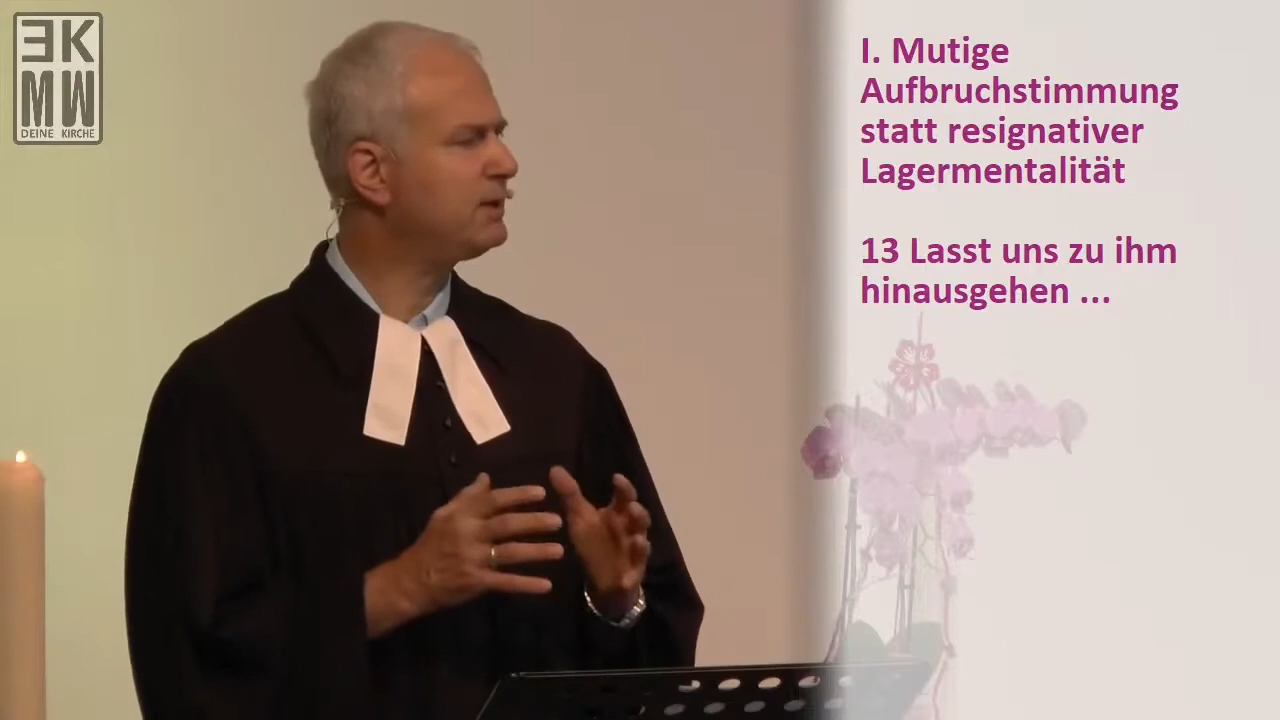 EK
MW
DEINE KIRCHE
I. Mutige
Aufbruchstimmung
statt resignativer
Lagermentalität
13 Lasst uns zu ihm
hinausgehen ...